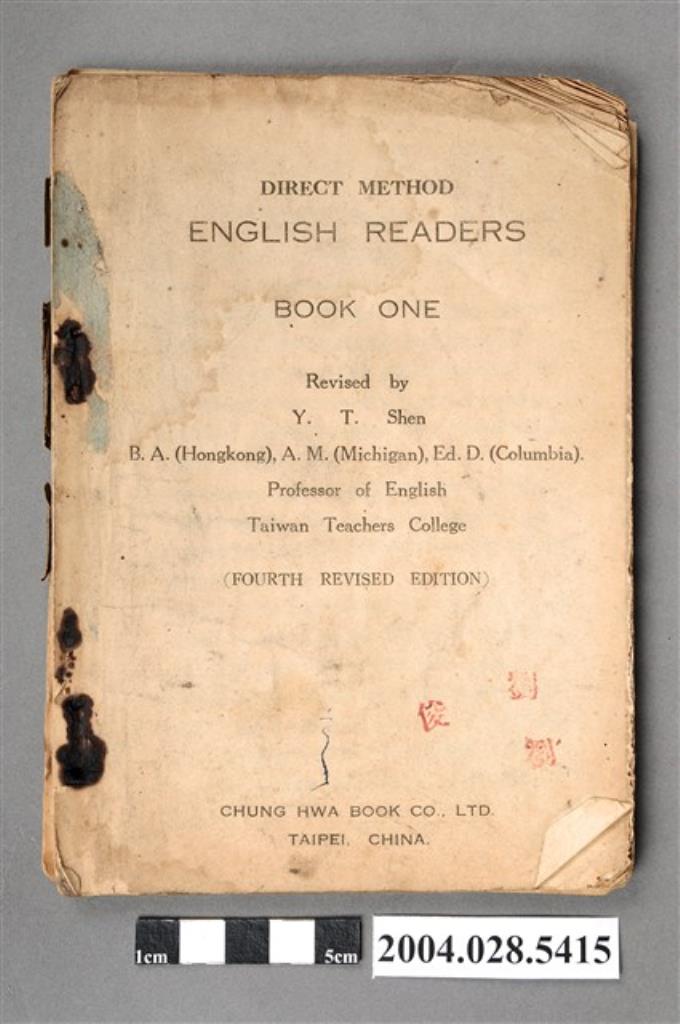 DIRECT METHOD
ENGLISH READERS
BOOK ONE
Revised by
Y. T. Shen
B. A. (Hongkong), A. M. (Michigan), Ed. D. (Columbia).
Professor of English
Taiwan Teachers College
(FOURTH REVISED EDITION)
CHUNG HWA BOOK CO., LTD.
TAIPEI, CHINA.
1cm 5cm
2004.028.5415